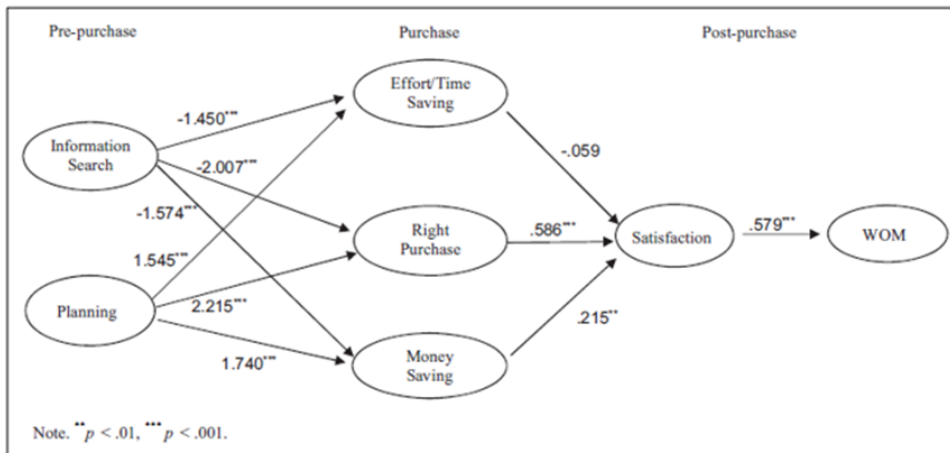 Pre-purchase
Purchase
Post-purchase
Effort/Time
Saving
-1.450***
Information
Search
-.059
-2.007***
-1.574***
Right
Purchase
.586***
Satisfaction
.579***
WOM
1.545***
Planning
2.215***
.215**
1.740***
Money
Saving
Note. **p < .01, ***p < .001.